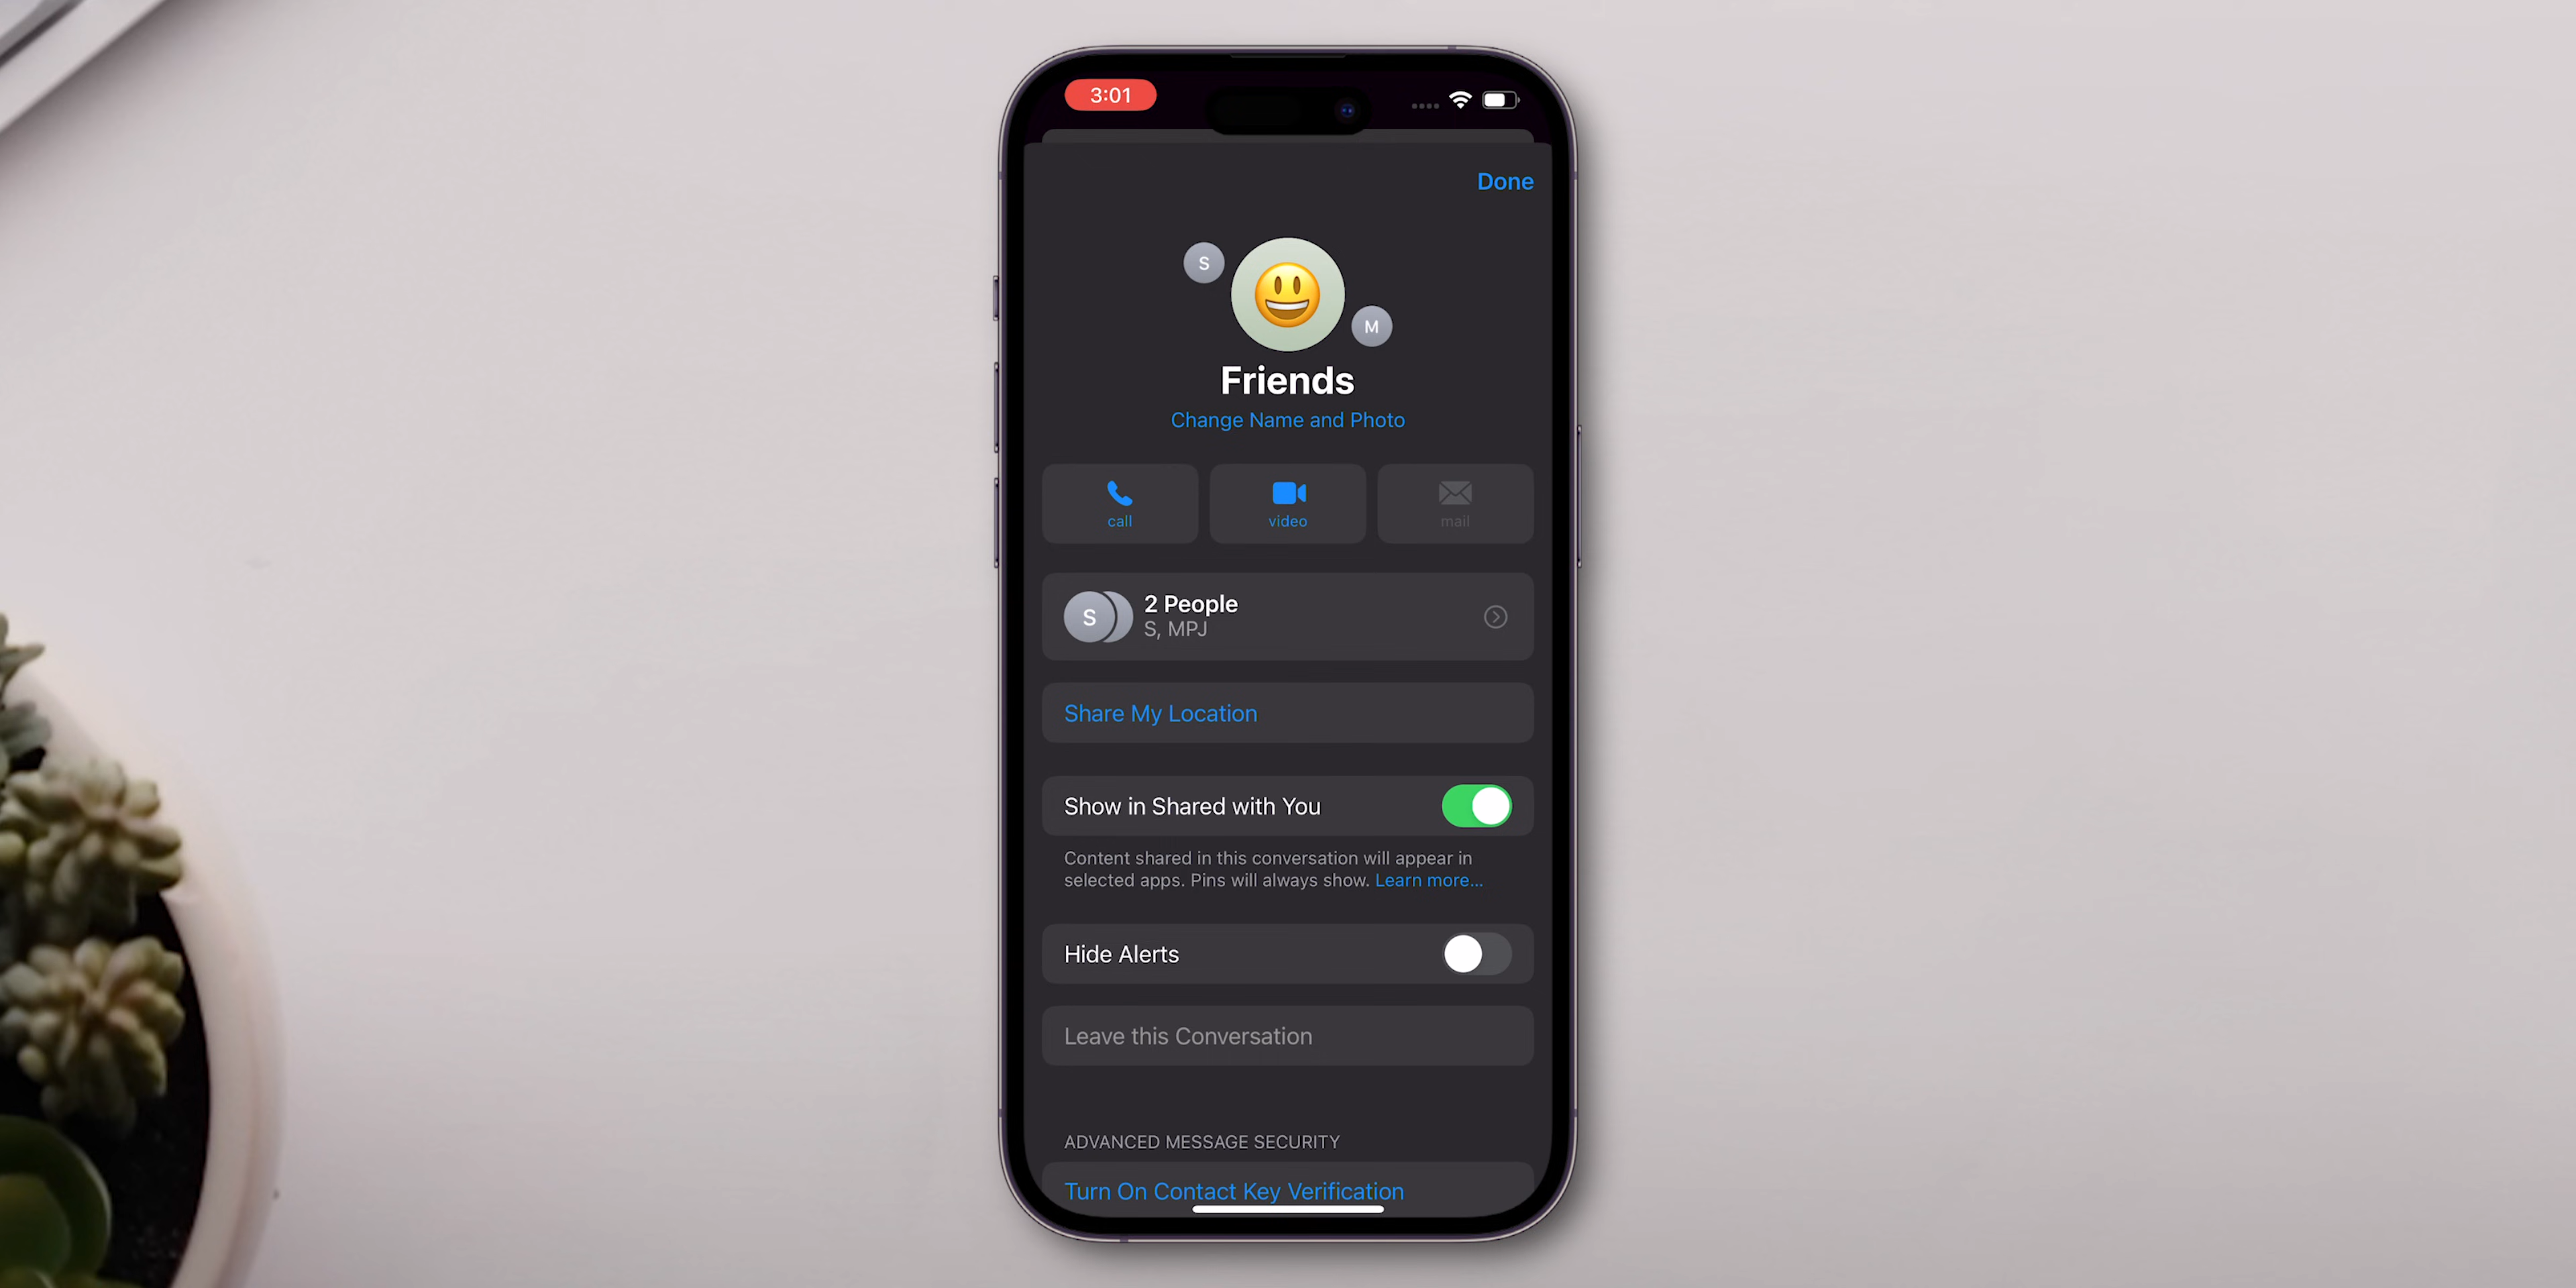 3:01
Done
S
M
Friends
Change Name and Photo
call
video
mail
S
2 People
S, MPJ
Share My Location
Show in Shared with You
Content shared in this conversation will appear in
selected apps. Pins will always show. Learn more...
Hide Alerts
Leave this Conversation
ADVANCED MESSAGE SECURITY
Turn On Contact Key Verification